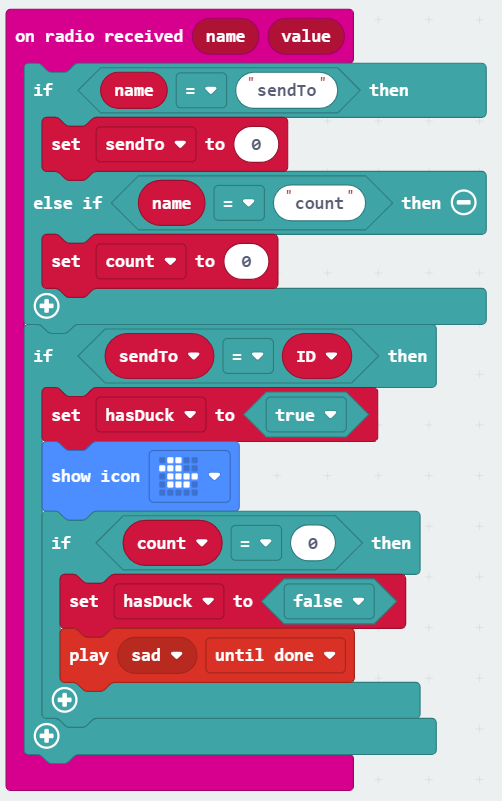 on radio received name value
if name = "sendTo" then
set sendTo to 0
else if name = "count" then
set count to 0
if sendTo = ID then
set hasDuck to true
show icon
if count = 0 then
set hasDuck to false
play sad until done